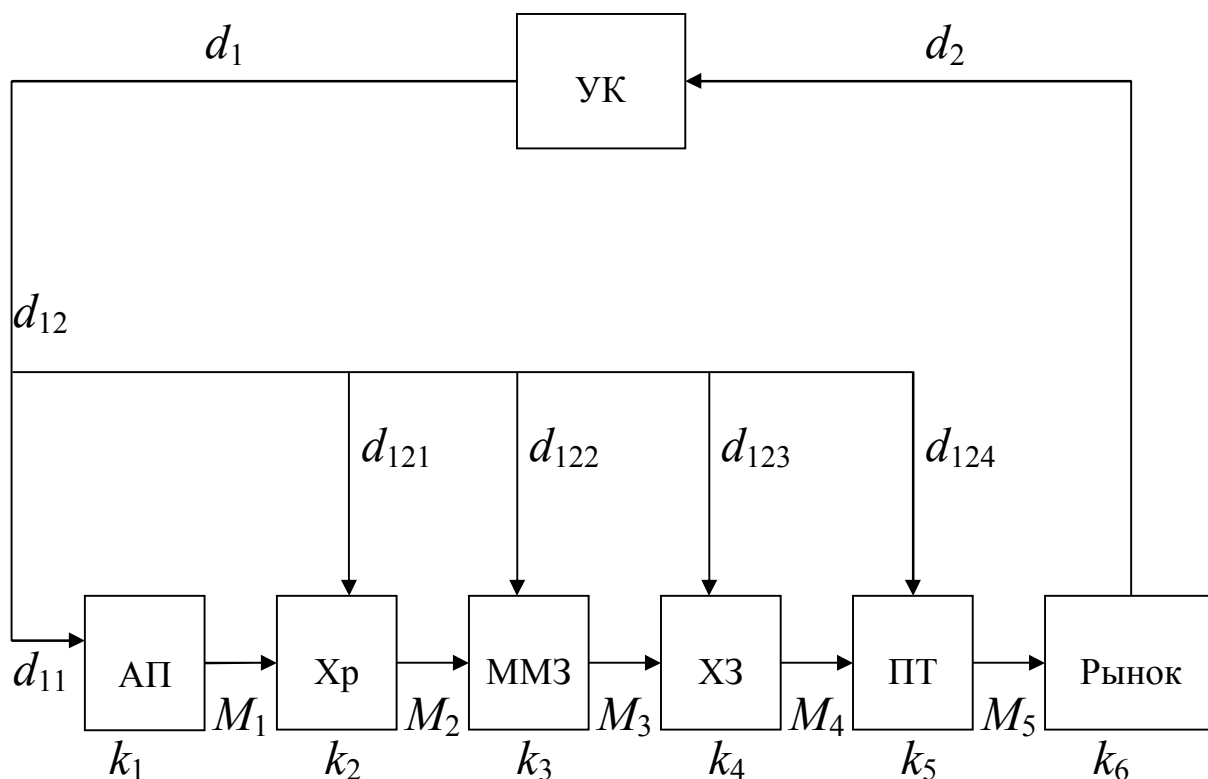 d₁ d₂
УК
d₁₂
d₁₂₁ d₁₂₂ d₁₂₃ d₁₂₄
АП Хр ММЗ ХЗ ПТ Рынок
d₁₁ M₁ M₂ M₃ M₄ M₅
k₁ k₂ k₃ k₄ k₅ k₆